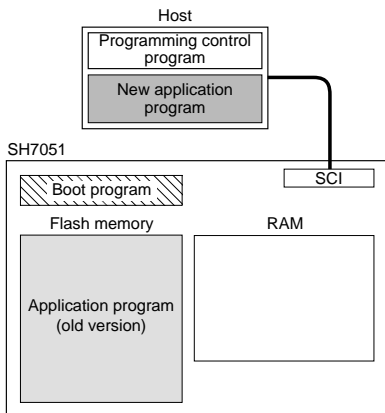 Host
Programming control
program
New application
program
SH7051
SCI
Boot program
Flash memory
RAM
Application program
(old version)